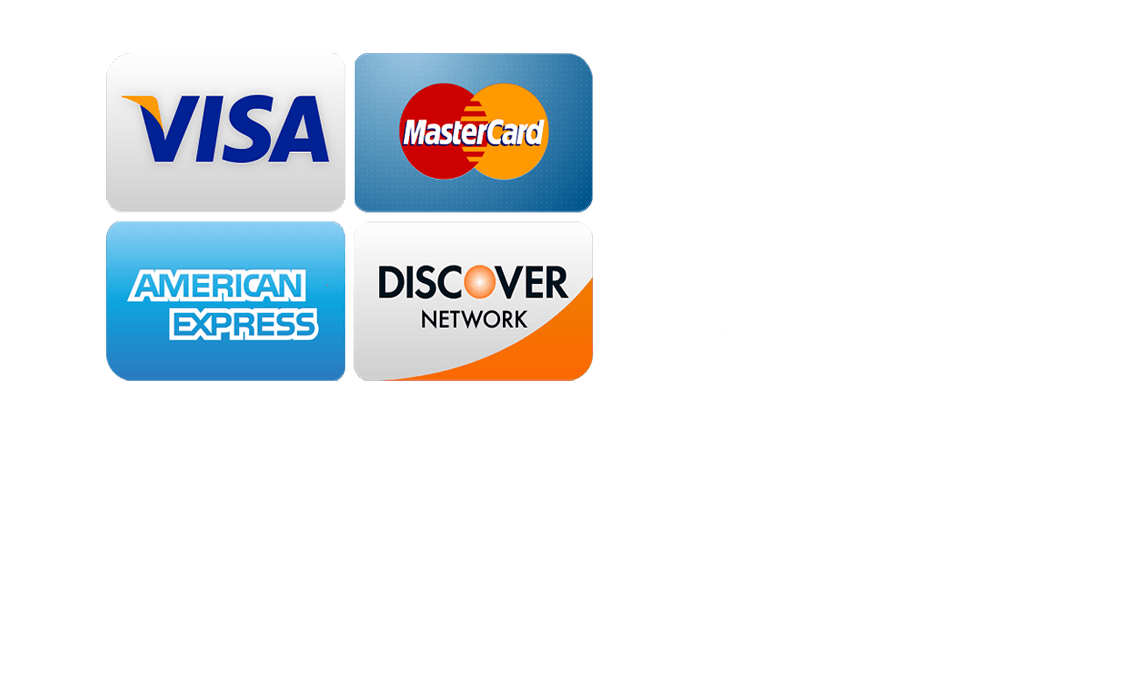 VISA
MasterCard
AMERICAN
EXPRESS
DISCOVER
NETWORK